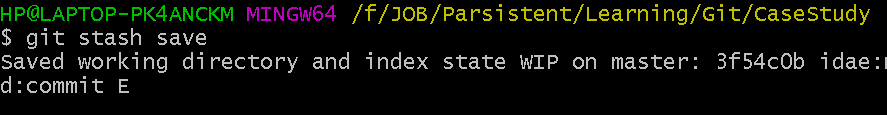 HP@LAPTOP-PK4ANCKM MINGW64 /f/JOB/Parsistent/Learning/Git/CaseStudy
$ git stash save
Saved working directory and index state WIP on master: 3f54c0b idae:
d:commit E